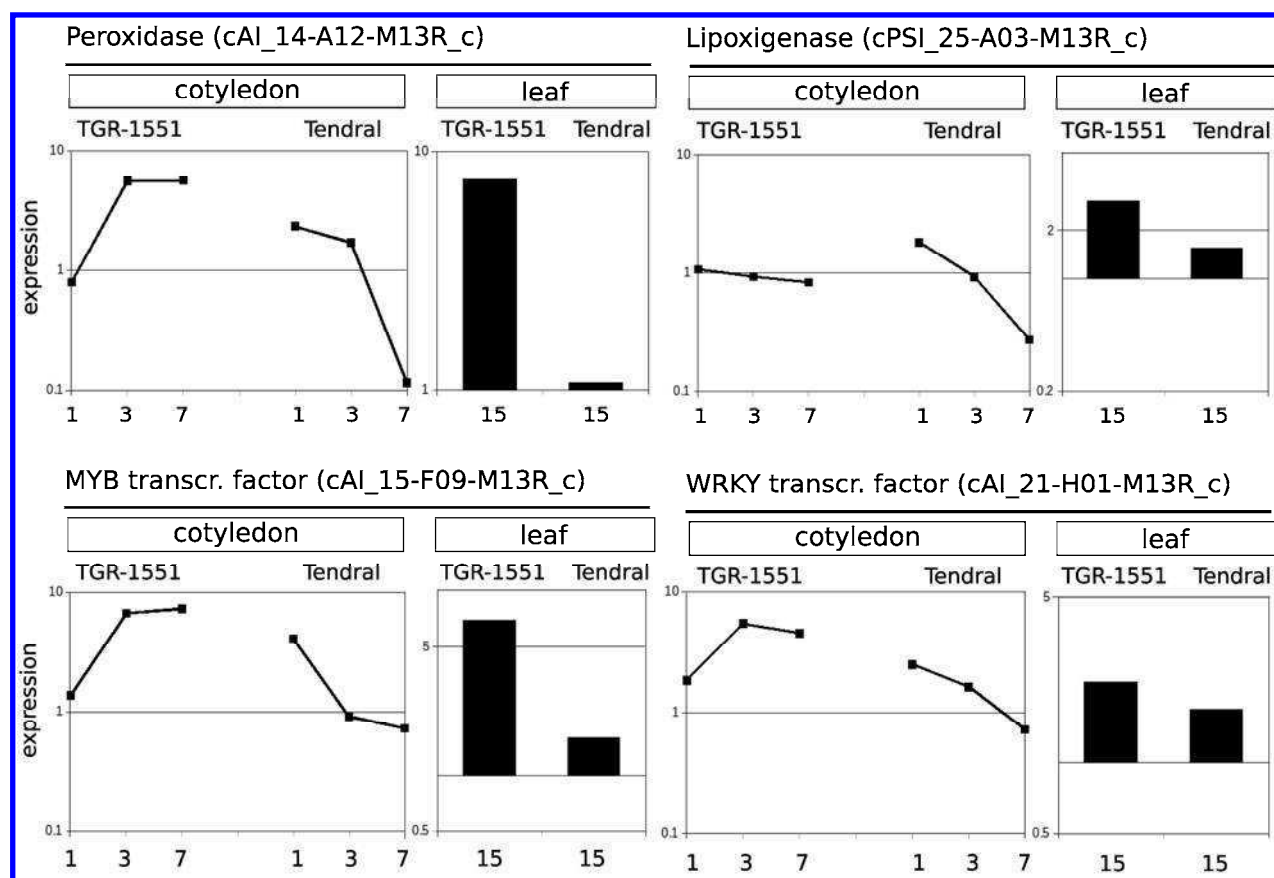 Peroxidase (cAI_14-A12-M13R_c) Lipoxigenase (cPSI_25-A03-M13R_c)
cotyledon leaf cotyledon leaf
TGR-1551 Tendral TGR-1551 Tendral TGR-1551 Tendral TGR-1551 Tendral
10 10 10
2
expression
1 1
0.1 1 0.1 0.2
1 3 7 1 3 7 15 15 1 3 7 1 3 7 15 15
MYB transcr. factor (cAI_15-F09-M13R_c) WRKY transcr. factor (cAI_21-H01-M13R_c)
cotyledon leaf cotyledon leaf
TGR-1551 Tendral TGR-1551 Tendral TGR-1551 Tendral TGR-1551 Tendral
10 10 5
5
expression
1 1
0.1 0.5 0.1 0.5
1 3 7 1 3 7 15 15 1 3 7 1 3 7 15 15